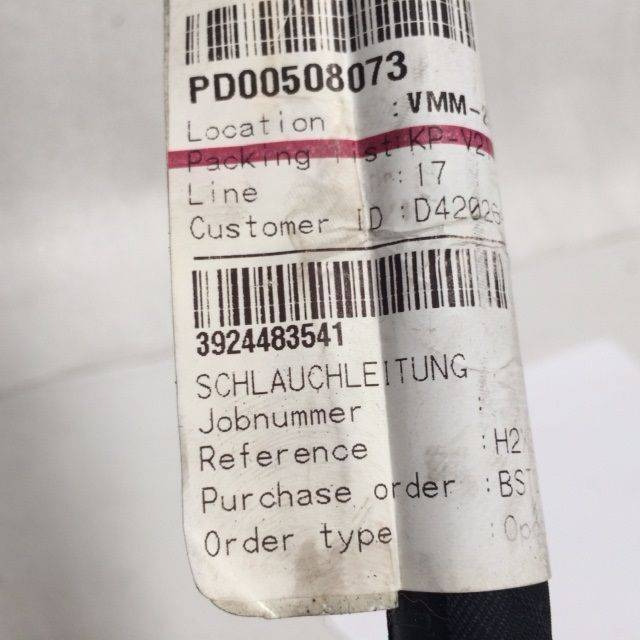 PD00508073
Location : VMM-
Packing list: KP-V21
Line : 17
Customer ID : D42026
3924483541
SCHLAUCHLEITUNG
Jobnummer :
Reference : H2
Purchase order : BST
Order type :